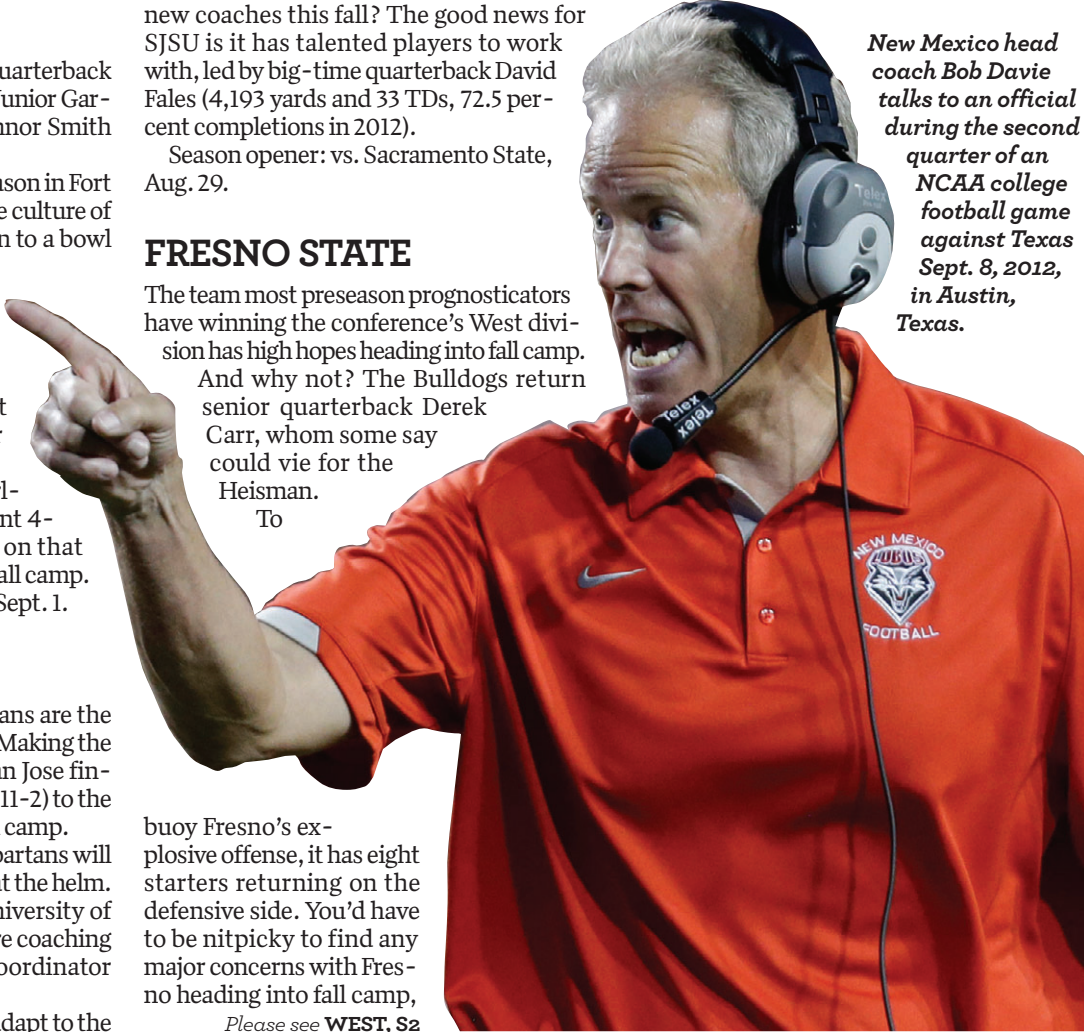 uarterback
unior Gar-
nnor Smith
ason in Fort
e culture of
n to a bowl
t
r
rl-
nt 4-
on that
all camp.
Sept. 1.
ans are the
Making the
an Jose fin-
11-2) to the
camp.
partans will
at the helm.
niversity of
re coaching
oordinator
dapt to the
new coaches this fall? The good news for
SJSU is it has talented players to work
with, led by big-time quarterback David
Fales (4,193 yards and 33 TDs, 72.5 per-
cent completions in 2012).
Season opener: vs. Sacramento State,
Aug. 29.
FRESNO STATE
The team most preseason prognosticators
have winning the conference's West divi-
sion has high hopes heading into fall camp.
And why not? The Bulldogs return
senior quarterback Derek
Carr, whom some say
could vie for the
Heisman.
To
buoy Fresno's ex-
plosive offense, it has eight
starters returning on the
defensive side. You'd have
to be nitpicky to find any
major concerns with Fres-
no heading into fall camp,
Please see WEST, S2
New Mexico head
coach Bob Davie
talks to an official
during the second
quarter of an
NCAA college
football game
against Texas
Sept. 8, 2012,
in Austin,
Texas.
Telex
Telex
Telex
NEW MEXICO
LOBOS
FOOTBALL